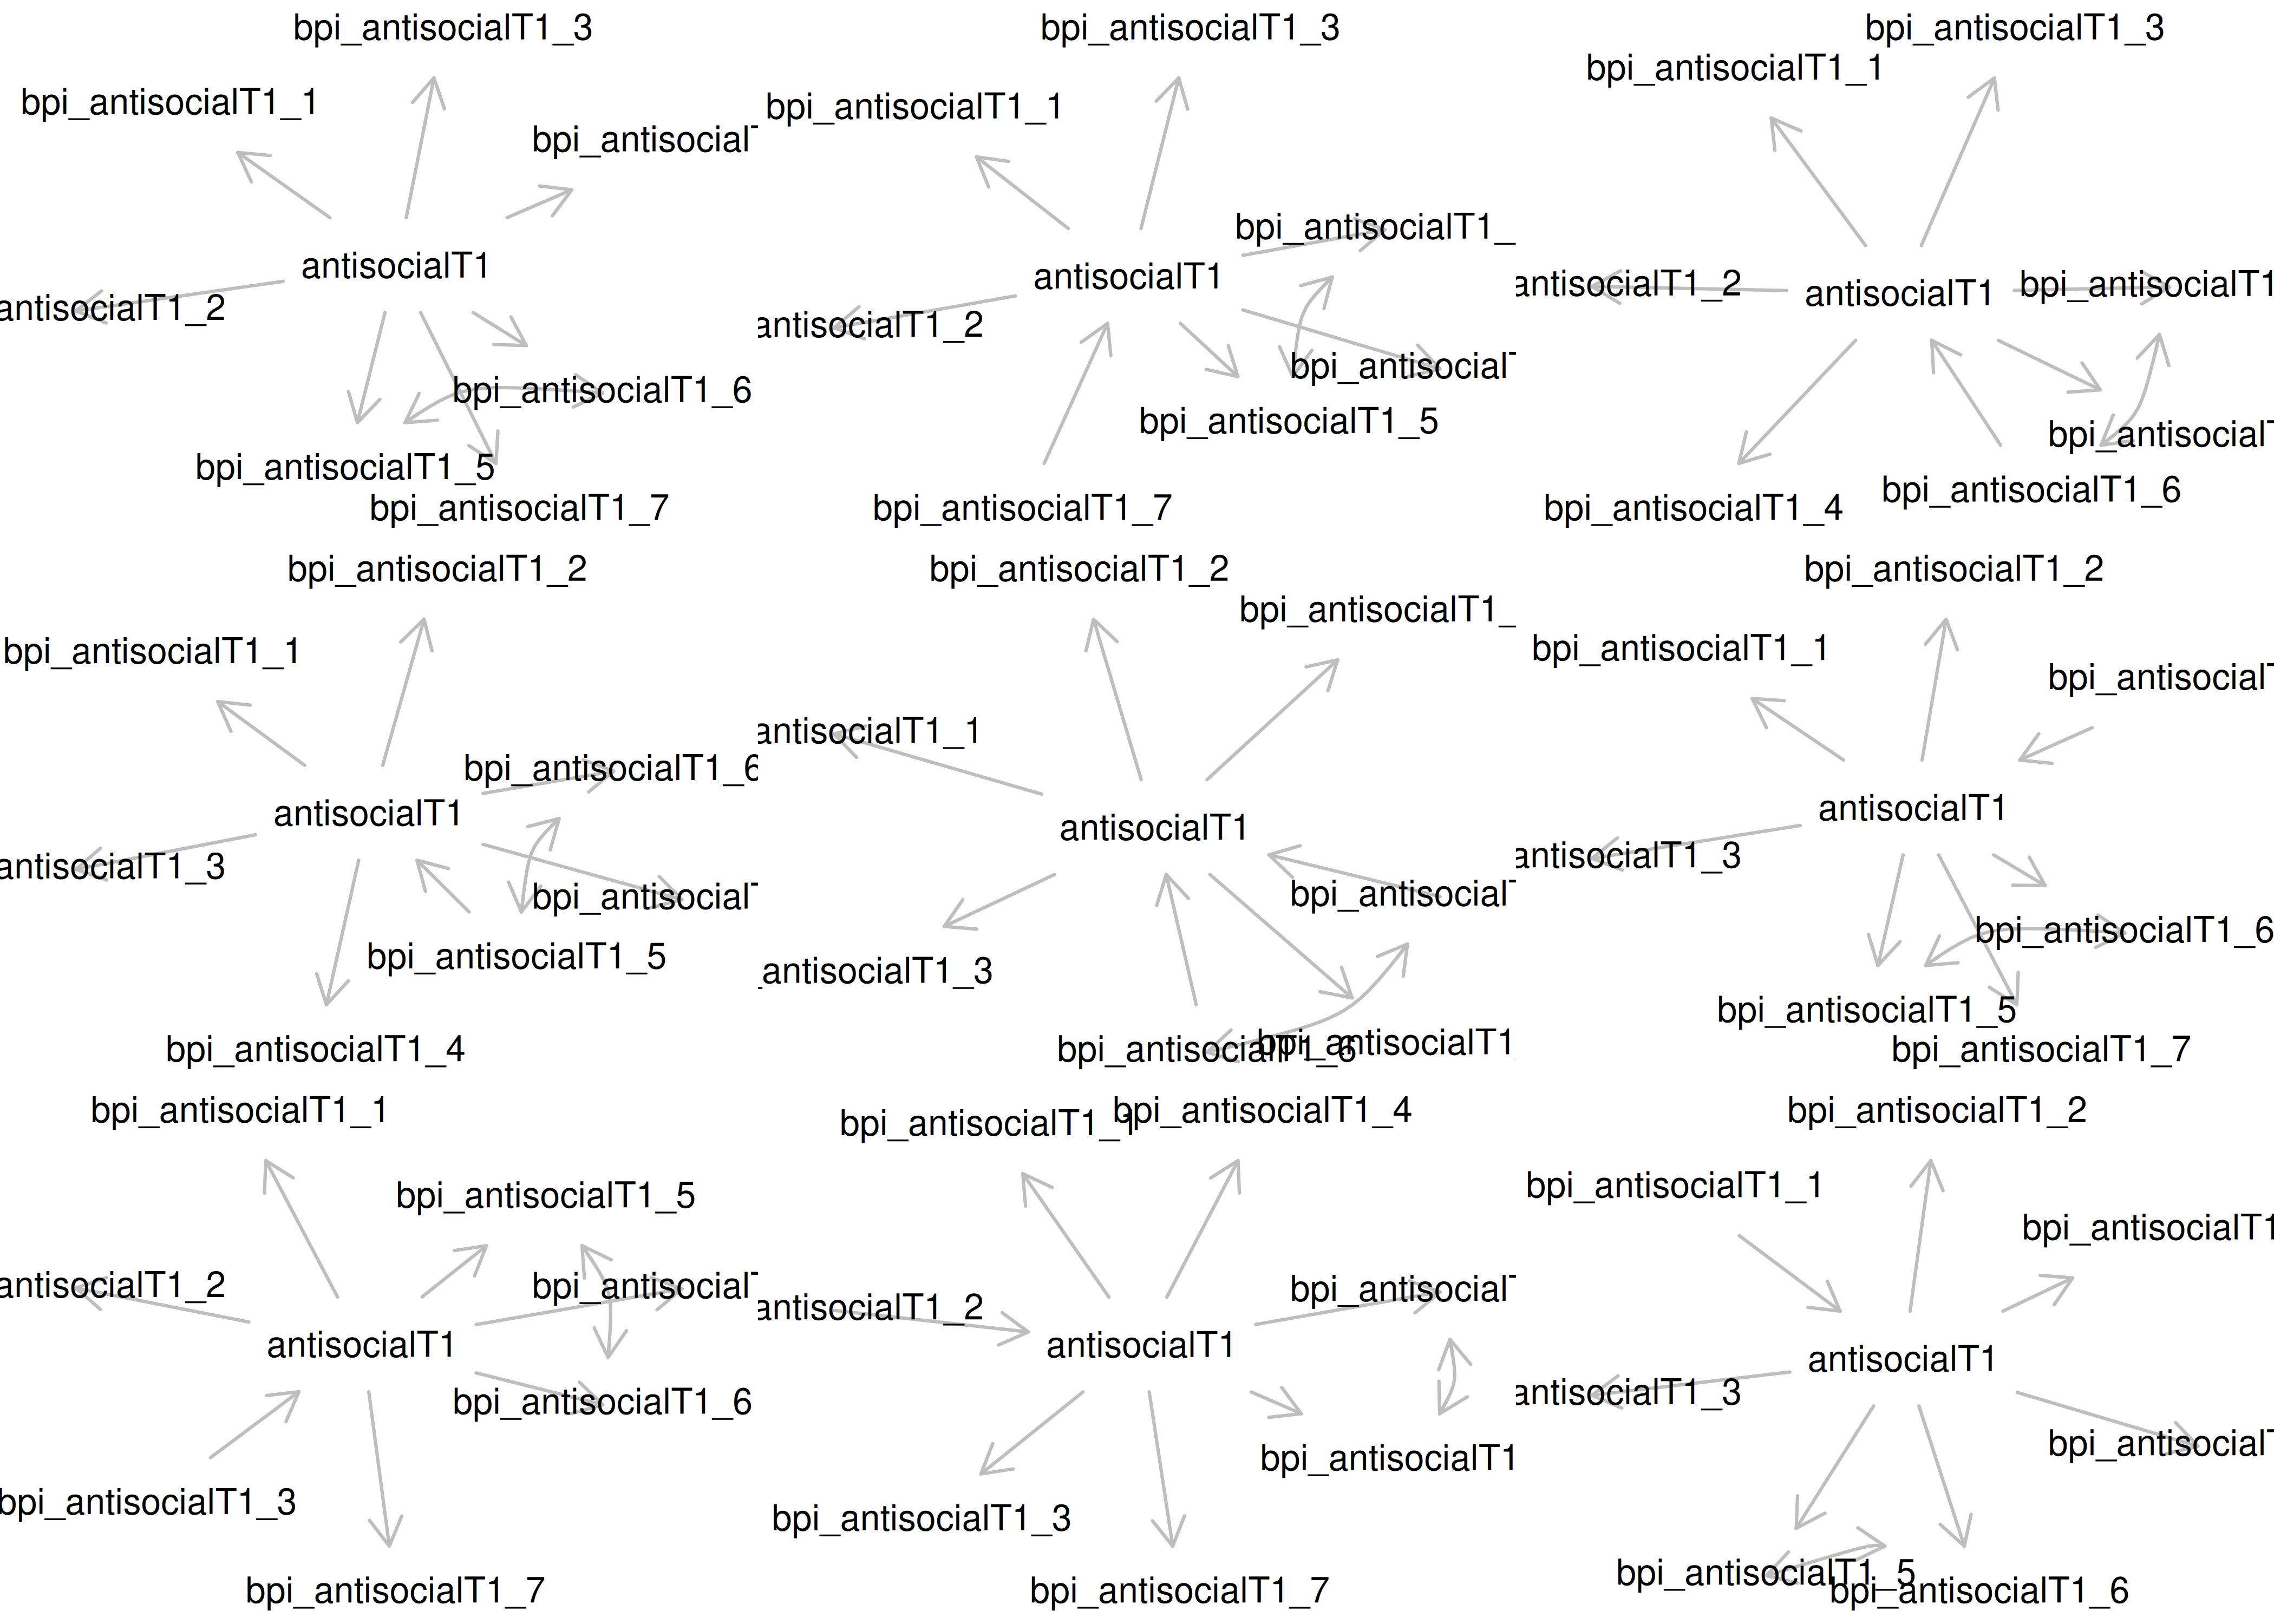 bpi_antisocialT1_3
bpi_antisocialT1_1
bpi_antisocial
antisocialT1
antisocialT1_2
bpi_antisocialT1_6
bpi_antisocialT1_5
bpi_antisocialT1_7
bpi_antisocialT1_3
bpi_antisocialT1_1
bpi_antisocialT1_
antisocialT1
antisocialT1_2
bpi_antisocial
bpi_antisocialT1_5
bpi_antisocialT1_7
bpi_antisocialT1_3
bpi_antisocialT1_1
antisocialT1_2
antisocialT1
bpi_antisocialT1
bpi_antisocial
bpi_antisocialT1_6
bpi_antisocialT1_4
bpi_antisocialT1_2
bpi_antisocialT1_1
bpi_antisocialT1_6
antisocialT1
antisocialT1_3
bpi_antisocial
bpi_antisocialT1_5
bpi_antisocialT1_4
bpi_antisocialT1_2
bpi_antisocialT1_
antisocialT1_1
antisocialT1
bpi_antisocial
_antisocialT1_3
bpi_antisocialT1_6
bpi_antisocialT1
bpi_antisocialT1_2
bpi_antisocialT1_1
bpi_antisocial
antisocialT1
antisocialT1_3
bpi_antisocialT1_6
bpi_antisocialT1_5
bpi_antisocialT1_7
bpi_antisocialT1_1
bpi_antisocialT1_5
antisocialT1_2
bpi_antisocial
antisocialT1
bpi_antisocialT1_6
bpi_antisocialT1_3
bpi_antisocialT1_7
bpi_antisocialT1_4
bpi_antisocialT1_1
bpi_antisocial
antisocialT1_2
antisocialT1
bpi_antisocialT1
bpi_antisocialT1_3
bpi_antisocialT1_7
bpi_antisocialT1_2
bpi_antisocialT1_1
bpi_antisocialT1
antisocialT1
antisocialT1_3
bpi_antisocial
bpi_antisocialT1_5
bpi_antisocialT1_6